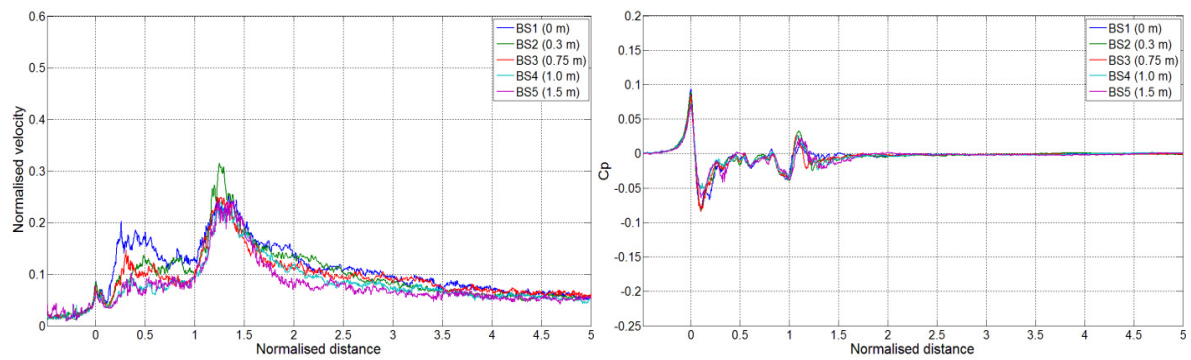 0.6
0.5
0.4
0.3
0.2
0.1
0
Normalised velocity
BS1 (0 m)
BS2 (0.3 m)
BS3 (0.75 m)
BS4 (1.0 m)
BS5 (1.5 m)
0 0.5 1 1.5 2 2.5 3 3.5 4 4.5 5
Normalised distance
0.2
0.15
0.1
0.05
0
-0.05
-0.1
-0.15
-0.2
-0.25
Cp
BS1 (0 m)
BS2 (0.3 m)
BS3 (0.75 m)
BS4 (1.0 m)
BS5 (1.5 m)
0 0.5 1 1.5 2 2.5 3 3.5 4 4.5 5
Normalised distance